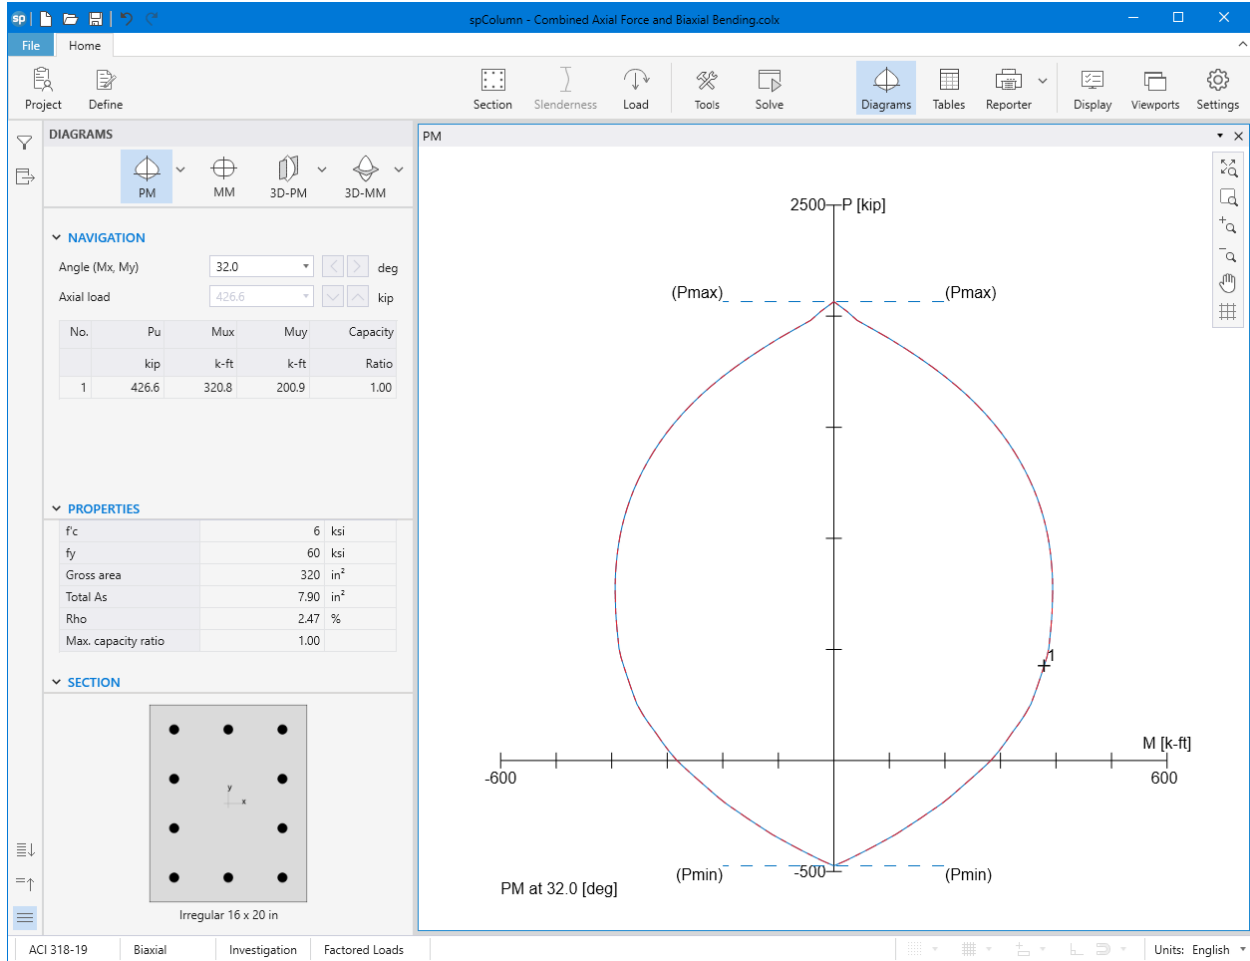 sp
spColumn - Combined Axial Force and Biaxial Bending.colx
File Home
Project Define Section Slenderness Load Tools Solve Diagrams Tables Reporter Display Viewports Settings
DIAGRAMS
PM MM 3D-PM 3D-MM
NAVIGATION
Angle (Mx, My) 32.0 deg
Axial load 426.6 kip
No. Pu Mux Muy Capacity
kip k-ft k-ft Ratio
1 426.6 320.8 200.9 1.00
PROPERTIES
f'c 6 ksi
fy 60 ksi
Gross area 320 in²
Total As 7.90 in²
Rho 2.47 %
Max. capacity ratio 1.00
SECTION
y
x
Irregular 16 x 20 in
PM
2500 P [kip]
(Pmax) (Pmax)
1
M [k-ft]
-600 600
(Pmin) -500 (Pmin)
PM at 32.0 [deg]
ACI 318-19 Biaxial Investigation Factored Loads Units: English